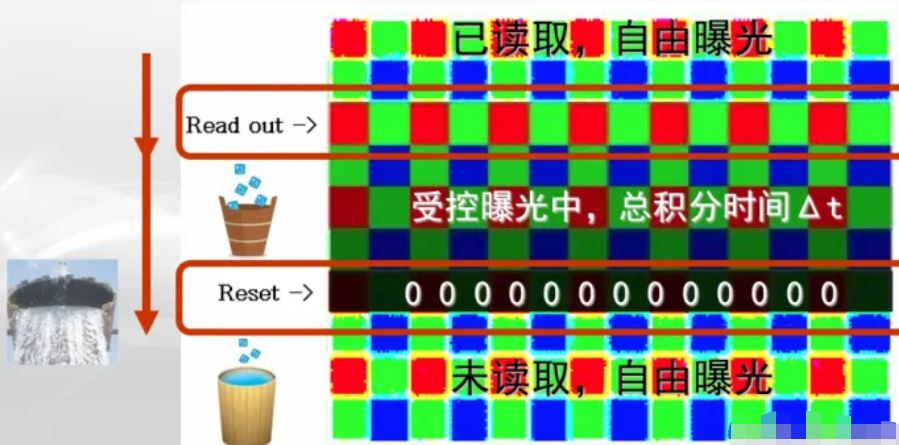 已读取，自由曝光
Read out ->
受控曝光中，总积分时间Δt
Reset ->
0 0 0 0 0 0 0 0 0 0 0 0 0
未读取，自由曝光